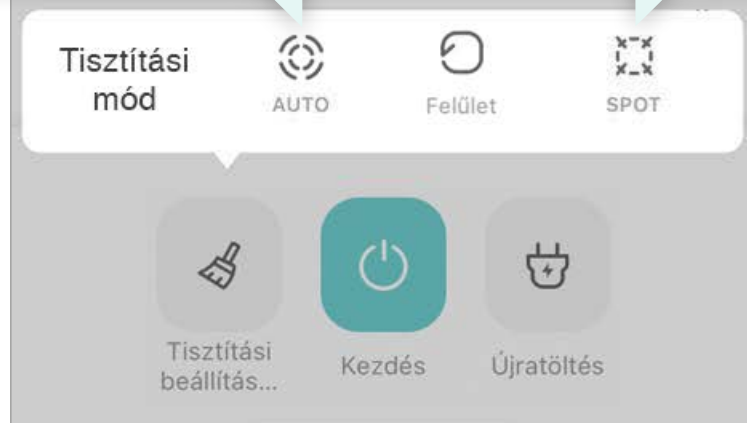 Tisztítási
mód
AUTO
Felület
SPOT
Tisztítási
beállítás...
Kezdés
Újratöltés